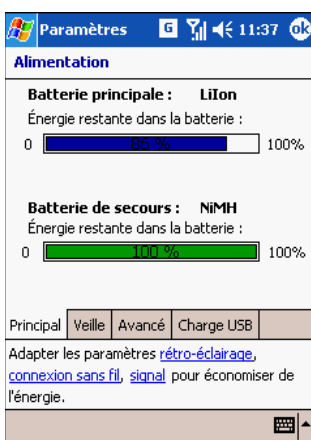 Paramètres G 11:37 ok
Alimentation
Batterie principale : LiIon
Énergie restante dans la batterie :
0 85 % 100%
Batterie de secours : NiMH
Énergie restante dans la batterie :
0 100 % 100%
Principal Veille Avancé Charge USB
Adapter les paramètres rétro-éclairage,
connexion sans fil, signal pour économiser de
l'énergie.